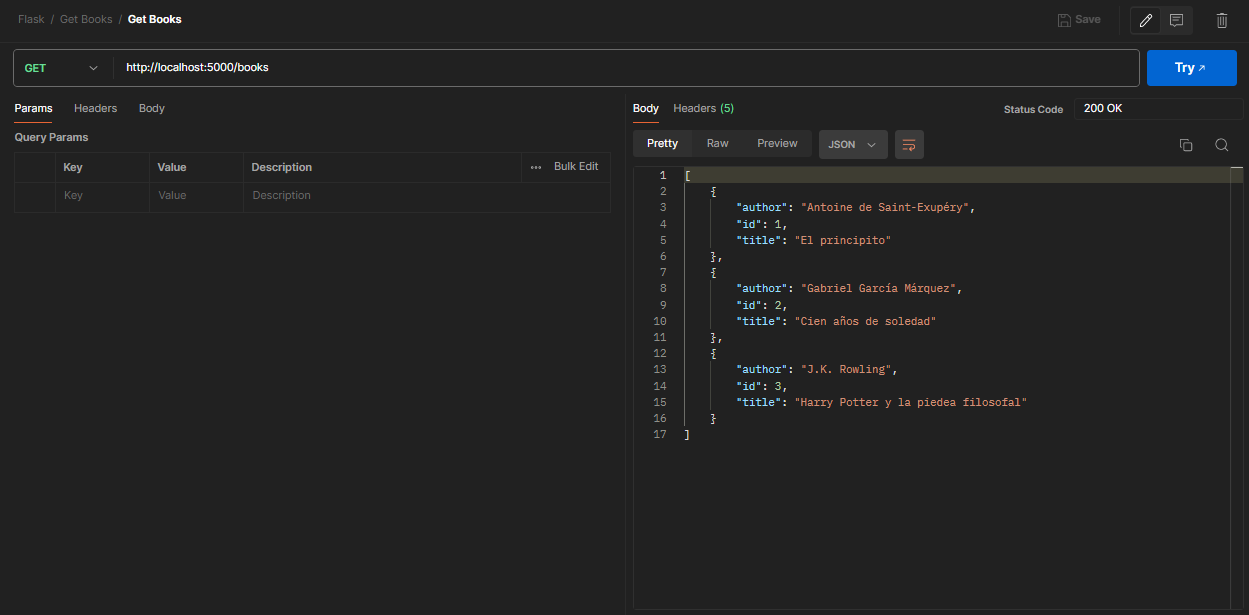 Flask / Get Books / Get Books
Save
GET http://localhost:5000/books
Try
Params Headers Body
Query Params
Key Value Description ... Bulk Edit
Key Value Description
Body Headers (5)
Status Code 200 OK
Pretty Raw Preview JSON
1 [
2 {
3 "author": "Antoine de Saint-Exupéry",
4 "id": 1,
5 "title": "El principito"
6 },
7 {
8 "author": "Gabriel García Márquez",
9 "id": 2,
10 "title": "Cien años de soledad"
11 },
12 {
13 "author": "J.K. Rowling",
14 "id": 3,
15 "title": "Harry Potter y la piedea filosofal"
16 }
17 ]